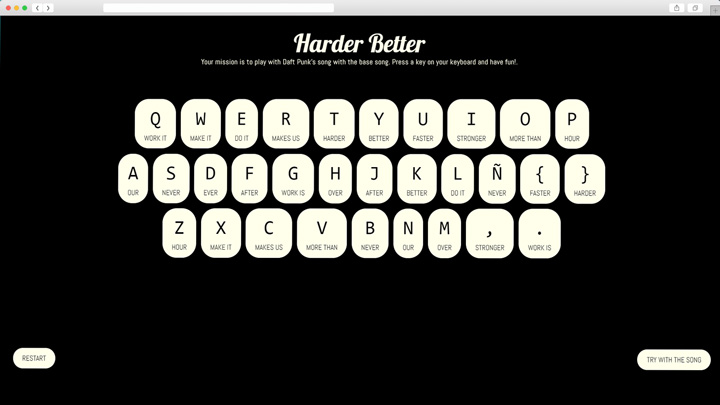 Harder Better
Your mission is to play with Daft Punk's song with the base song. Press a key on your keyboard and have fun!.
Q W E R T Y U I O P
WORK IT MAKE IT DO IT MAKES US HARDER BETTER FASTER STRONGER MORE THAN HOUR
A S D F G H J K L Ñ { }
OUR NEVER EVER AFTER WORK IS OVER AFTER BETTER DO IT NEVER FASTER HARDER
Z X C V B N M , .
HOUR MAKE IT MAKES US MORE THAN NEVER OUR OVER STRONGER WORK IS
RESTART
TRY WITH THE SONG